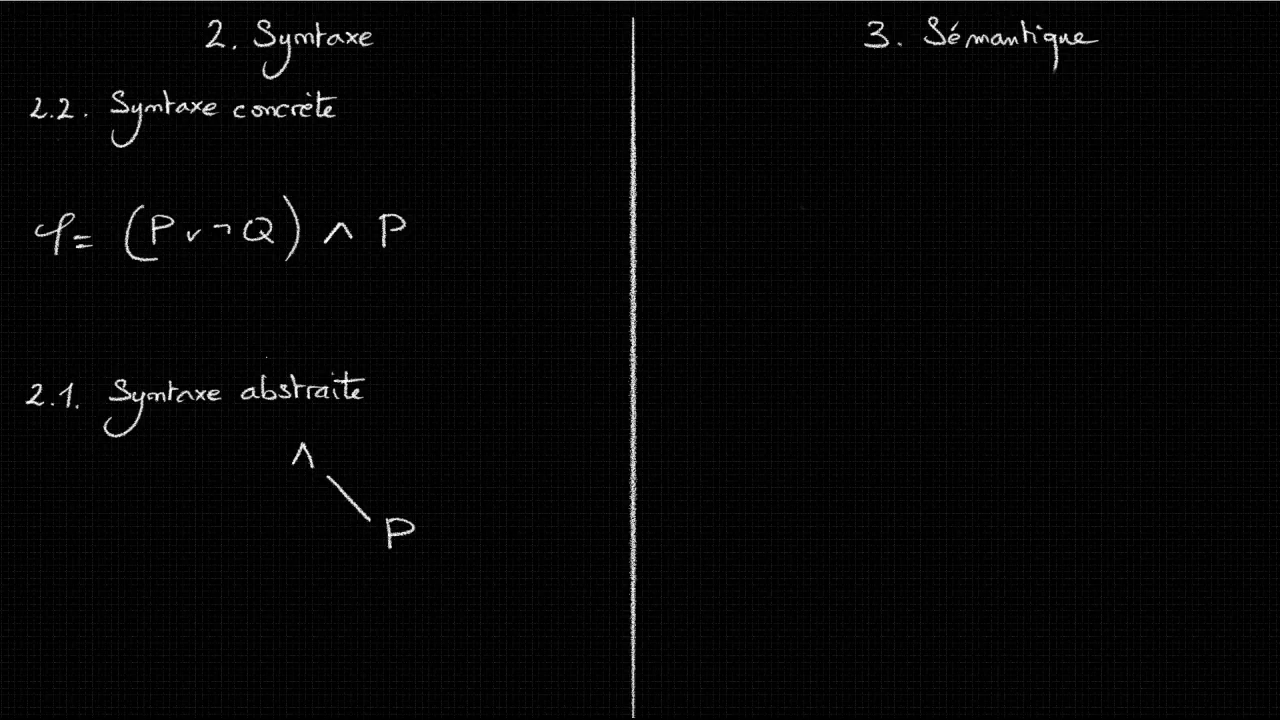 2. Syntaxe
2.2. Syntaxe concrète
φ= (P ∨ ¬ Q) ∧ P
2.1. Syntaxe abstraite
∧
P
3. Sémantique